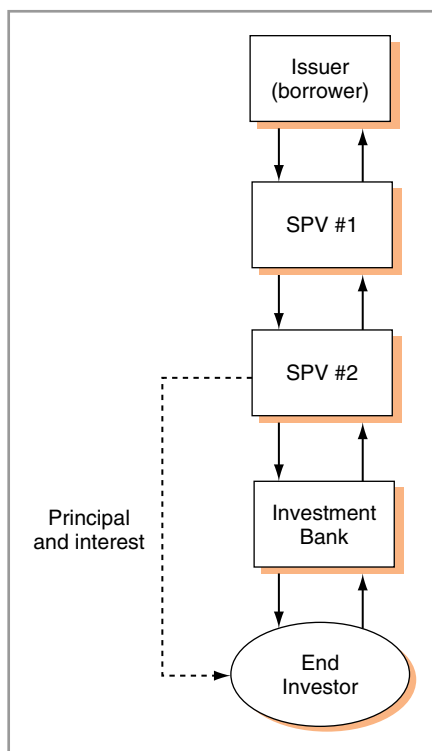 Issuer
(borrower)
SPV #1
SPV #2
Principal
and interest
Investment
Bank
End
Investor